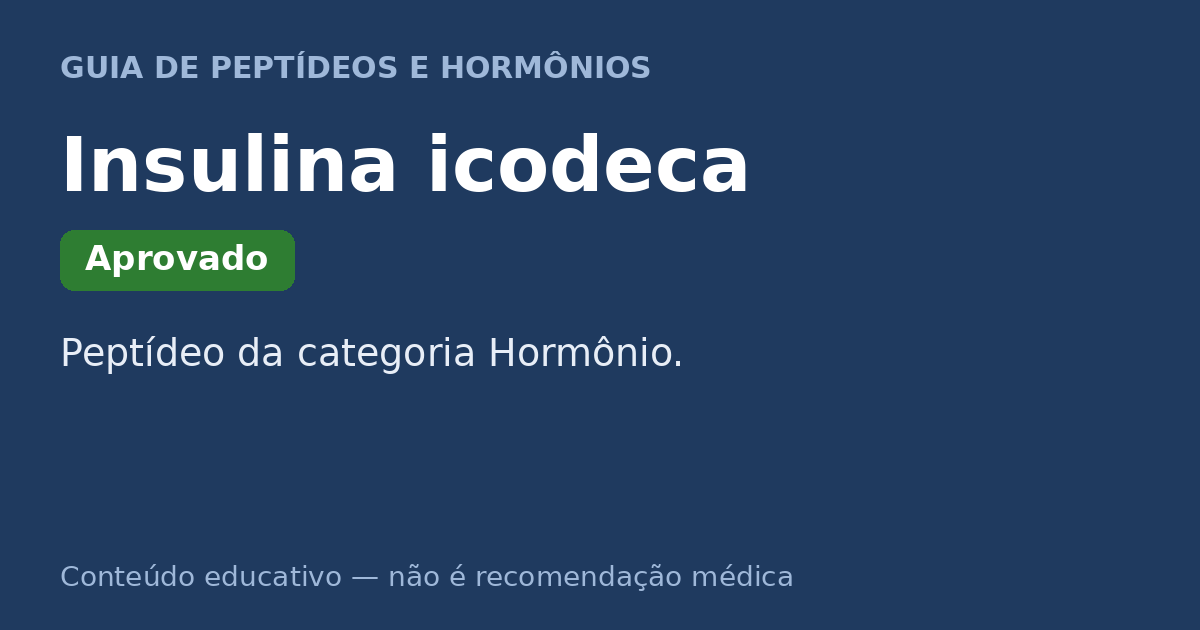 GUIA DE PEPTÍDEOS E HORMÔNIOS
Insulina icodeca
Aprovado
Peptídeo da categoria Hormônio.
Conteúdo educativo — não é recomendação médica